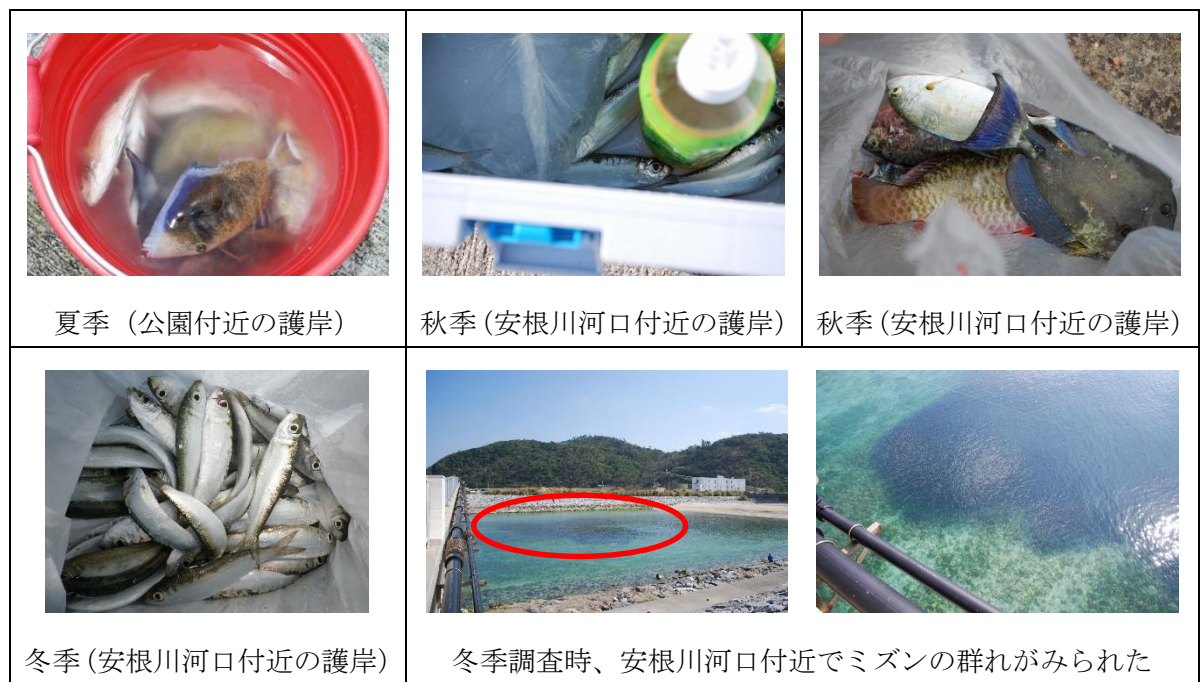 夏季（公園付近の護岸）
秋季（安根川河口付近の護岸）
秋季（安根川河口付近の護岸）
冬季（安根川河口付近の護岸）
冬季調査時、安根川河口付近でミズンの群れがみられた